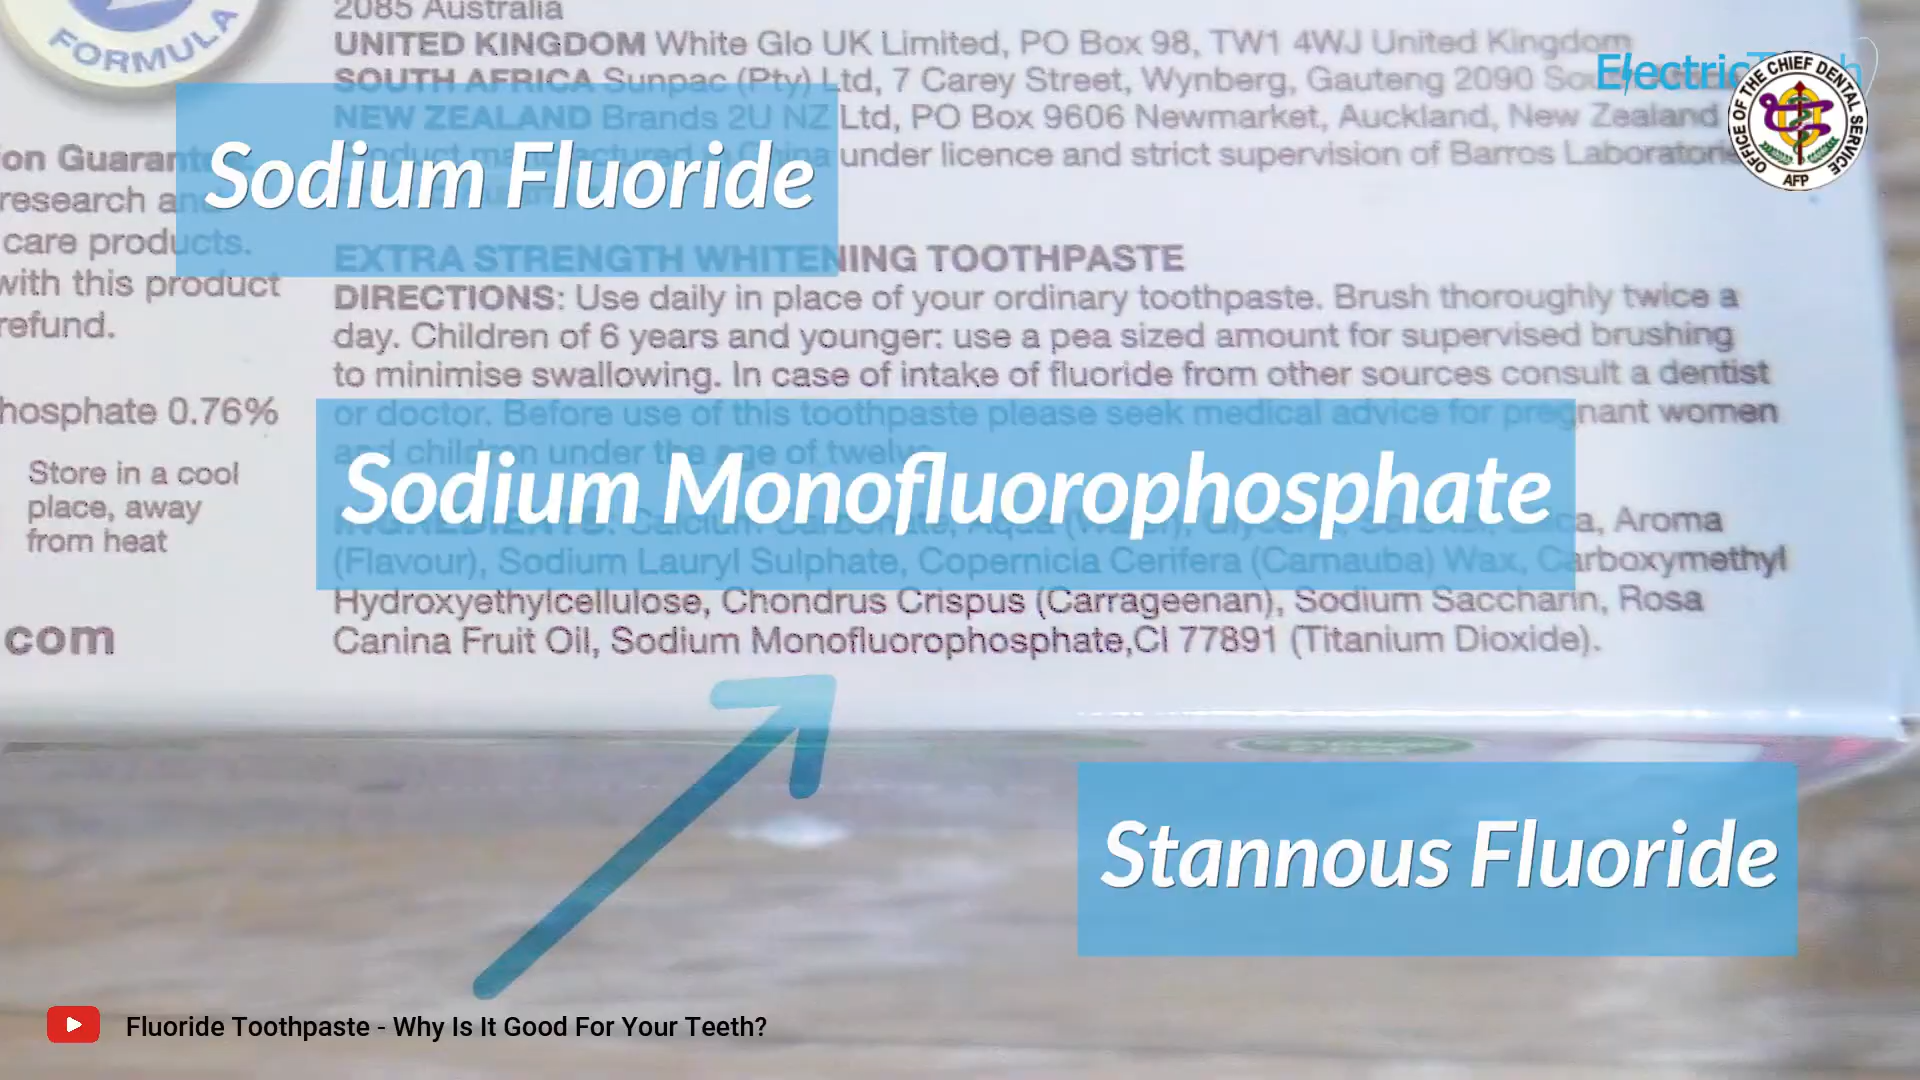 2085 Australia
FORMULA
UNITED KINGDOM White Glo UK Limited, PO Box 98, TW1 4WJ United Kingdom
SOUTH AFRICA Sunpac (Pty) Ltd, 7 Carey Street, Wynberg, Gauteng 2090
NEW ZEALAND Brands 2U NZ Ltd, PO Box 9606 Newmarket, Auckland, New Zealand
under licence and strict supervision of Barros
Electric
OFFICE OF THE CHIEF DENTAL SERVICE
AFP
Sodium Fluoride
on
research
care products.
with this product
refund.
hosphate 0.76%
Store in a cool
place, away
from heat
com
EXTRA STRENGTH WHITENING TOOTHPASTE
DIRECTIONS: Use daily in place of your ordinary toothpaste. Brush thoroughly twice a
day. Children of 6 years and younger: use a pea sized amount for supervised brushing
to minimise swallowing. In case of intake of fluoride from other sources consult a dentist
or doctor. Before use of this toothpaste please seek medical advice for pregnant women
and children under the age of
Sodium Monofluorophosphate
Aroma
(Flavour), Sodium Lauryl Sulphate, Copernicia Cerifera (Carnauba) Wax, Carboxymethyl
Hydroxyethylcellulose, Chondrus Crispus (Carrageenan), Sodium Saccharin, Rosa
Canina Fruit Oil, Sodium Monofluorophosphate,CI 77891 (Titanium Dioxide).
Stannous Fluoride
Fluoride Toothpaste - Why Is It Good For Your Teeth?